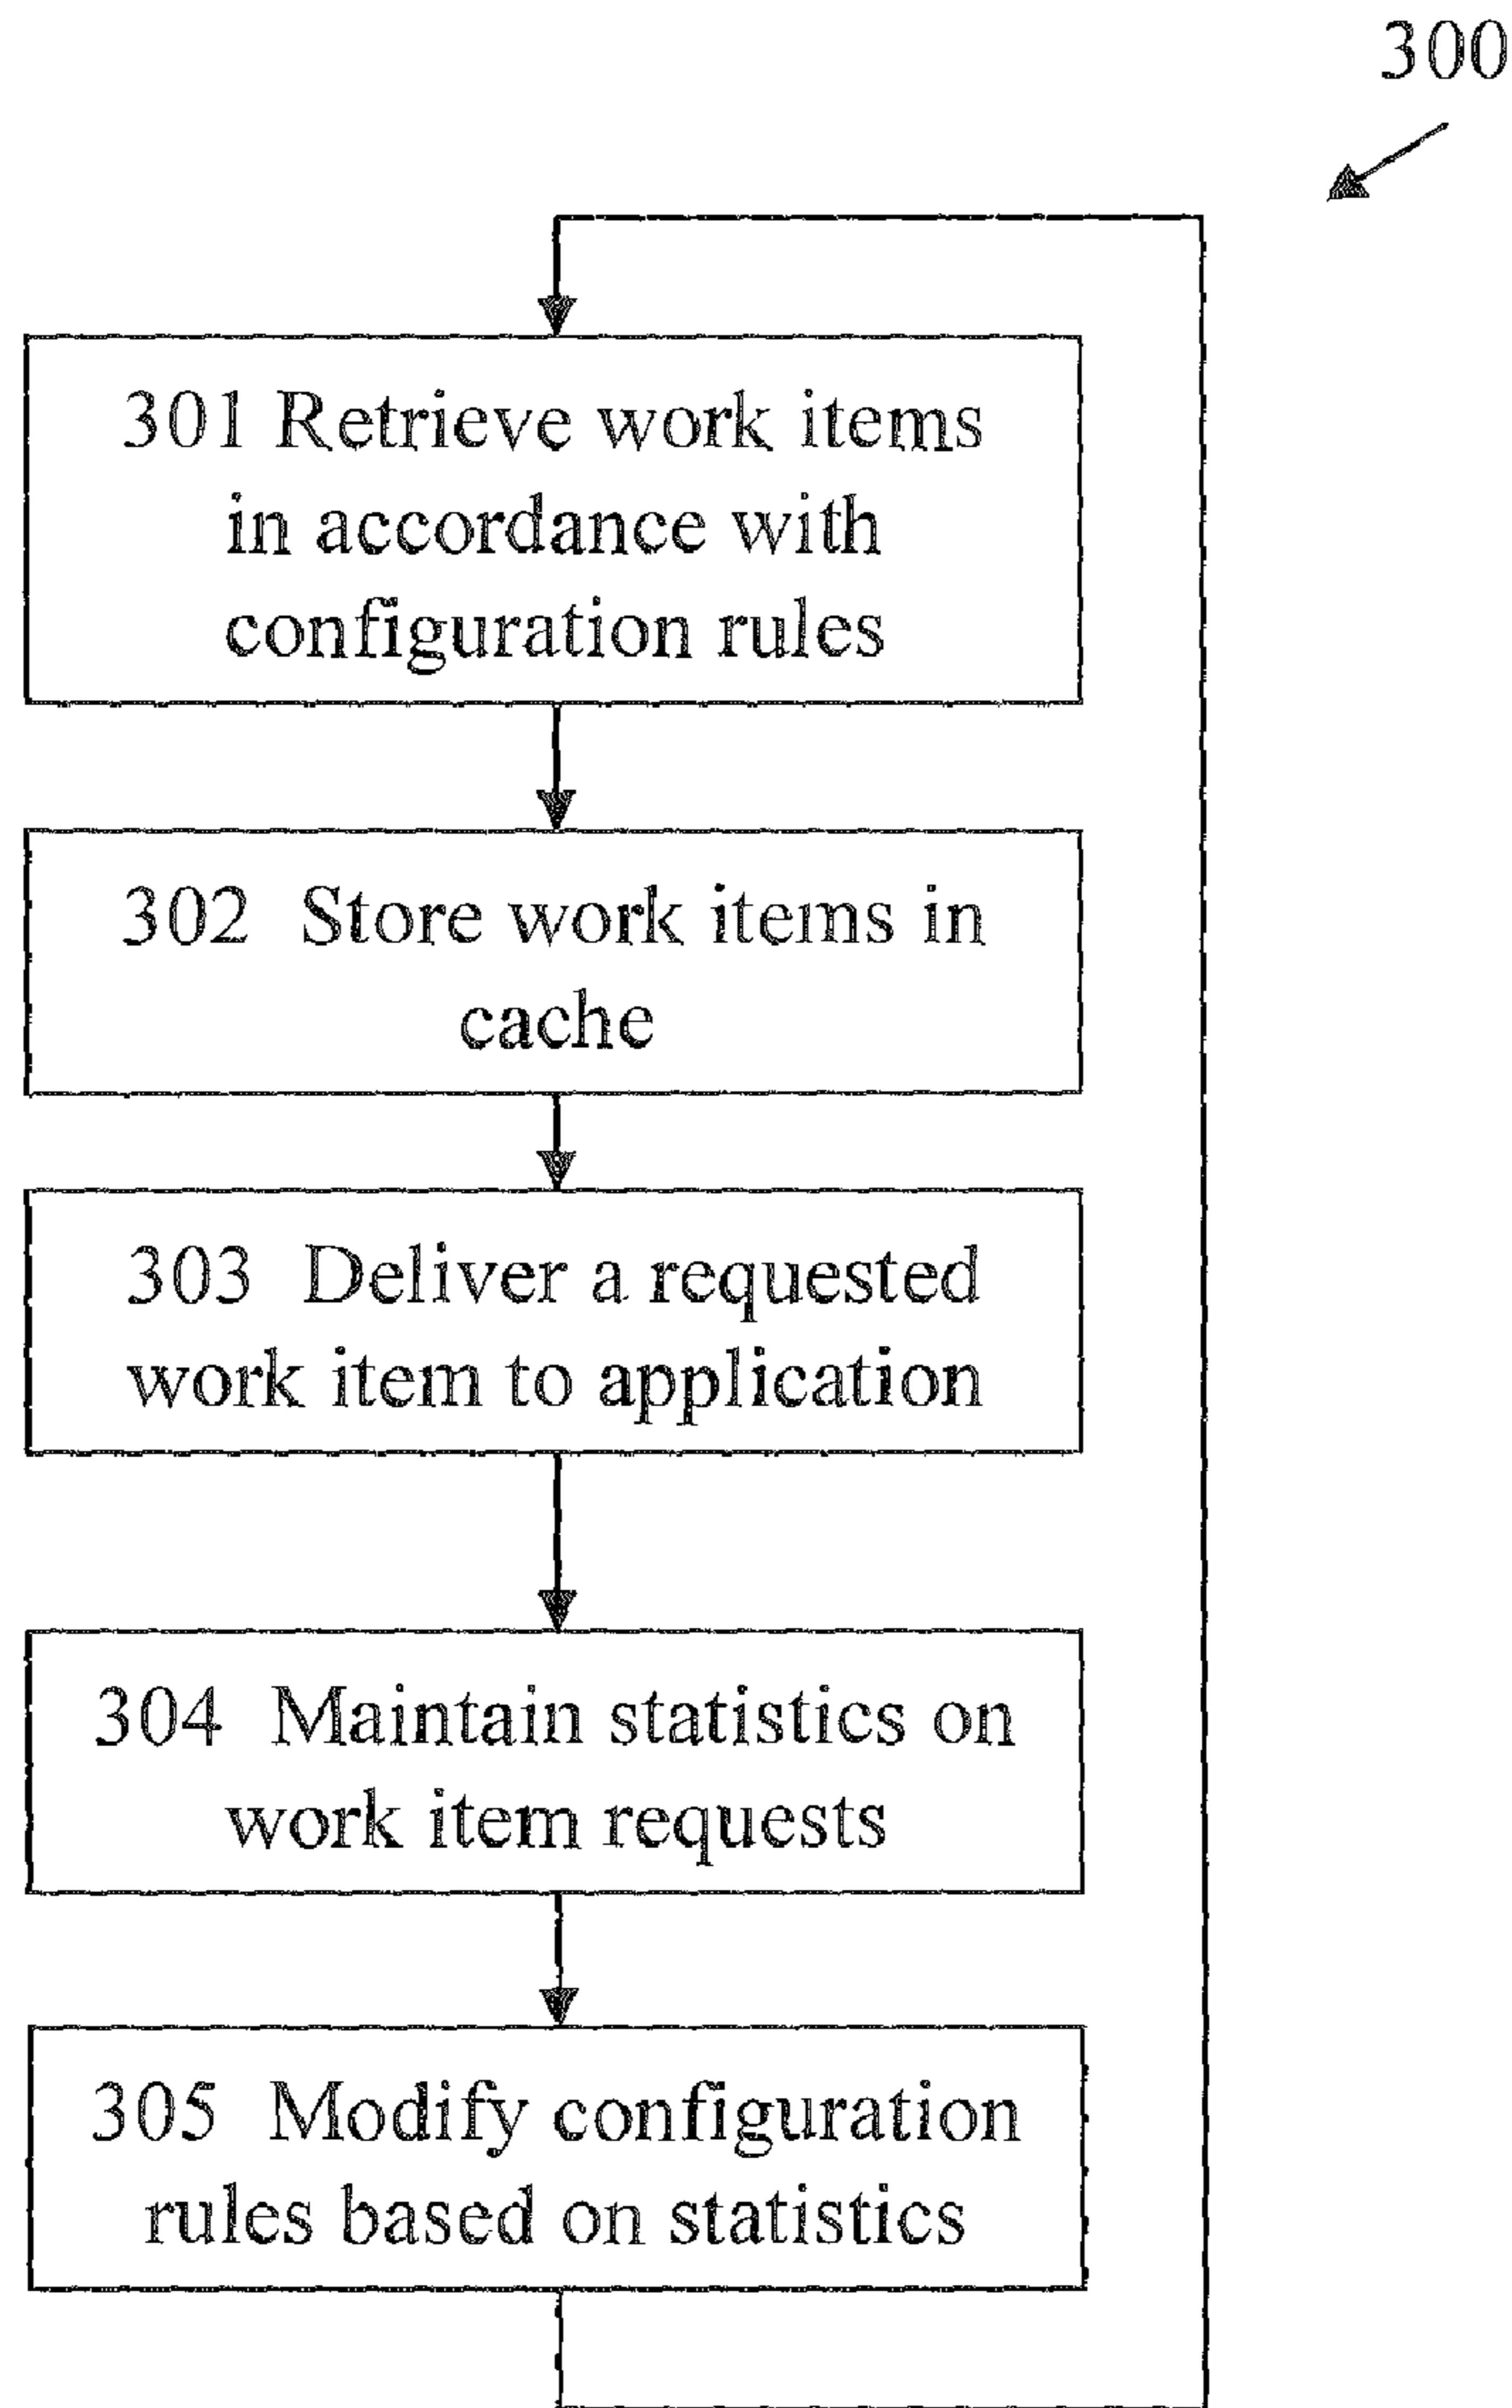 300
301 Retrieve work items
in accordance with
configuration rules
302 Store work items in
cache
303 Deliver a requested
work item to application
304 Maintain statistics on
work item requests
305 Modify configuration
rules based on statistics